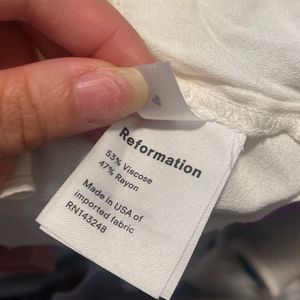 Reformation
53% Viscose
47% Rayon
Made in USA of
imported fabric
RN143248